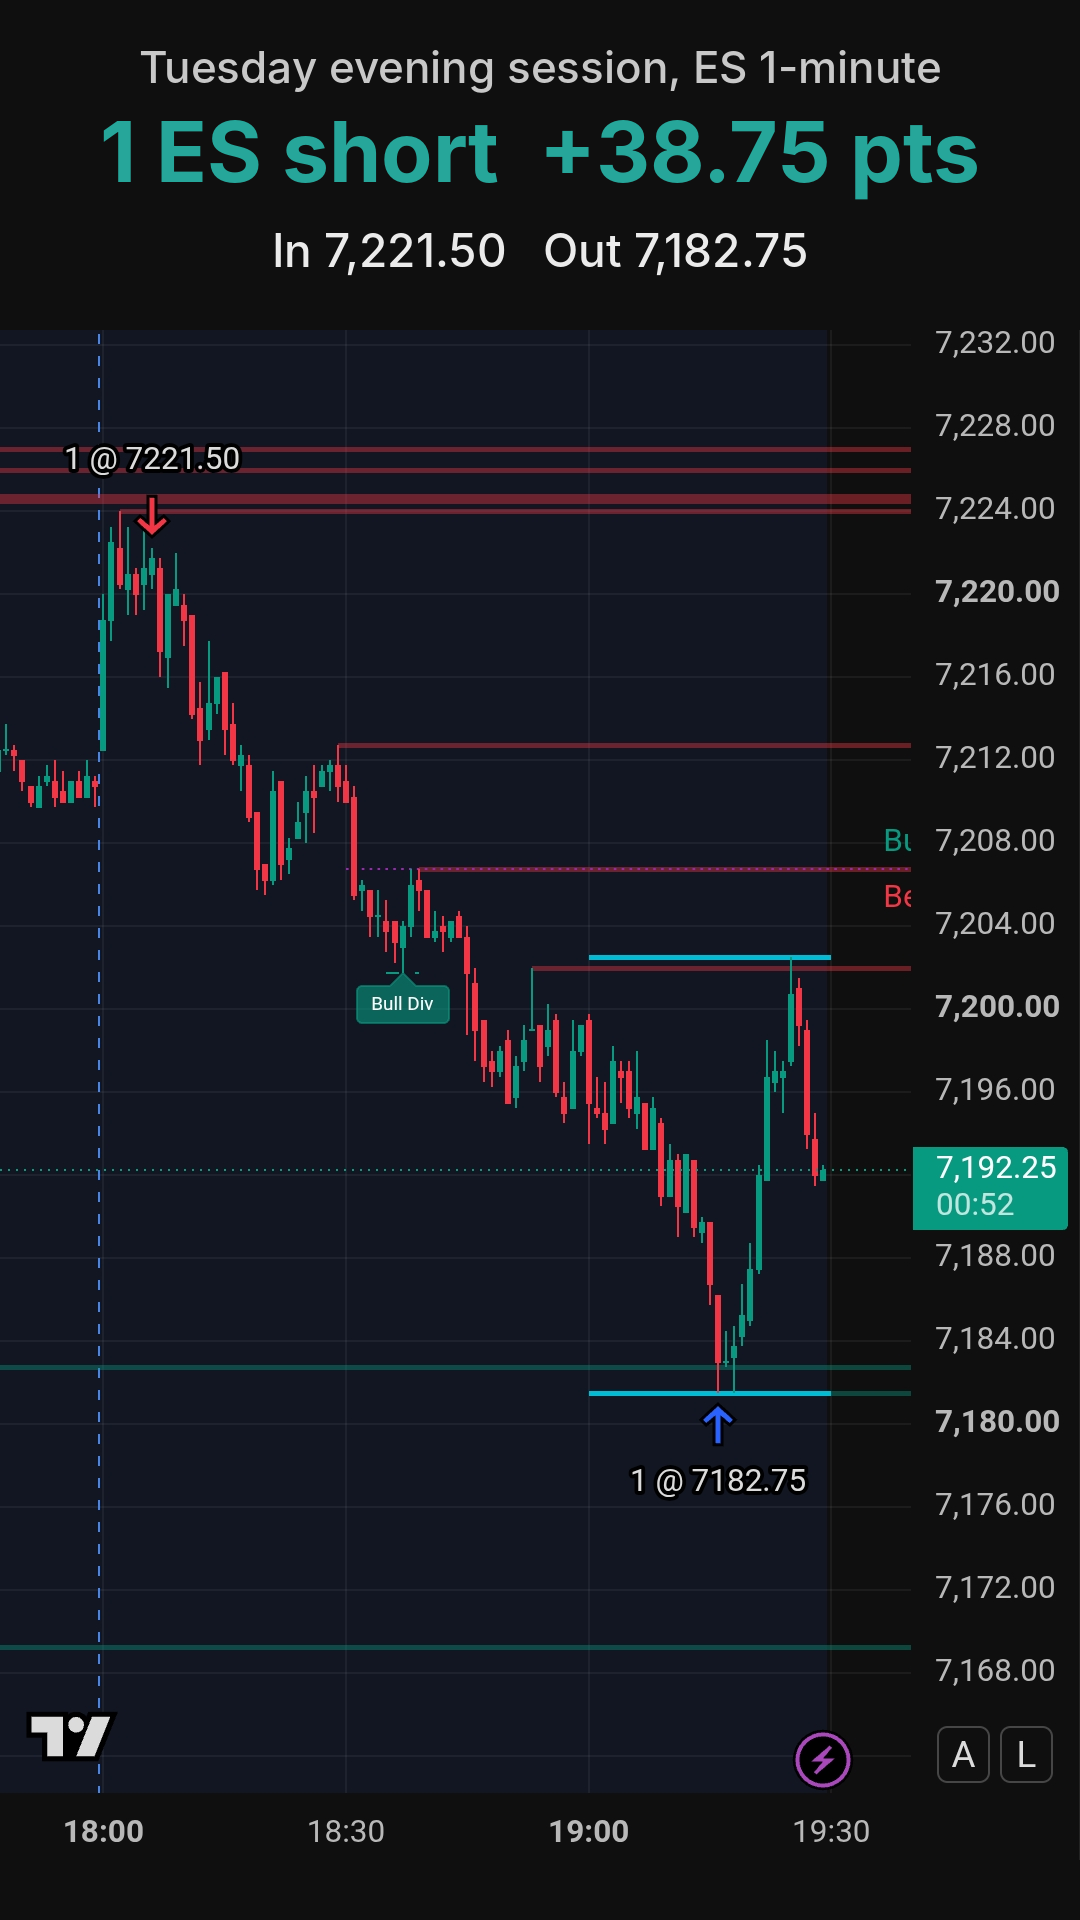 Tuesday evening session, ES 1-minute
1 ES short +38.75 pts
In 7,221.50 Out 7,182.75
7,232.00
7,228.00
1 @ 7221.50
7,224.00
7,220.00
7,216.00
7,212.00
Bu
7,208.00
Be
7,204.00
Bull Div
7,200.00
7,196.00
7,192.25
00:52
7,188.00
7,184.00
7,180.00
1 @ 7182.75
7,176.00
7,172.00
7,168.00
A L
18:00 18:30 19:00 19:30